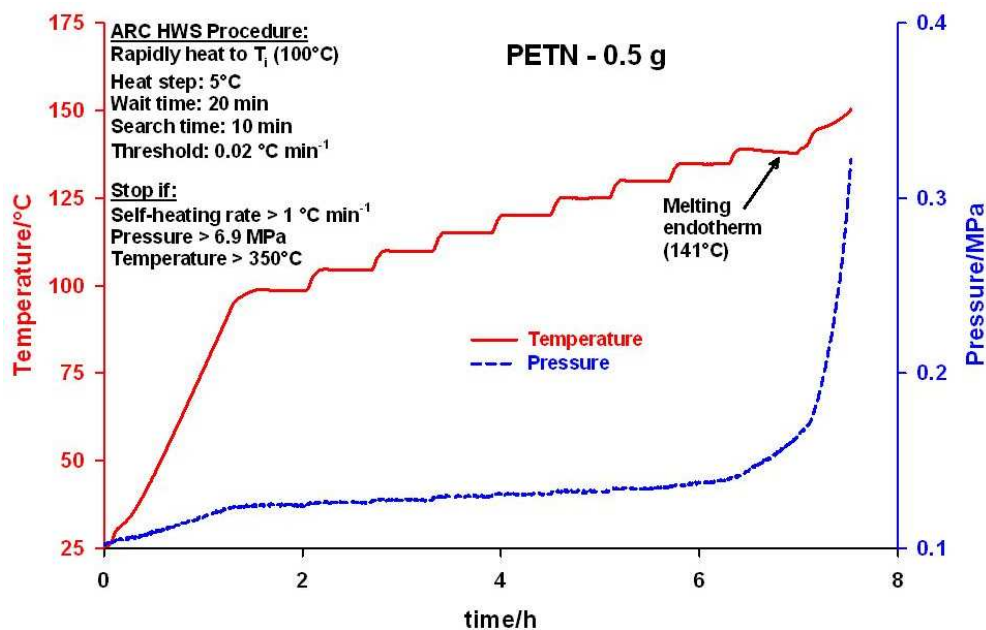 ARC HWS Procedure:
Rapidly heat to Ti (100°C)
Heat step: 5°C
Wait time: 20 min
Search time: 10 min
Threshold: 0.02 °C min-1
Stop if:
Self-heating rate > 1 °C min-1
Pressure > 6.9 MPa
Temperature > 350°C
PETN - 0.5 g
Melting
endotherm
(141°C)
Temperature
Pressure
Temperature/°C
175
150
125
100
75
50
25
Pressure/MPa
0.4
0.3
0.2
0.1
0
2
4
6
8
time/h